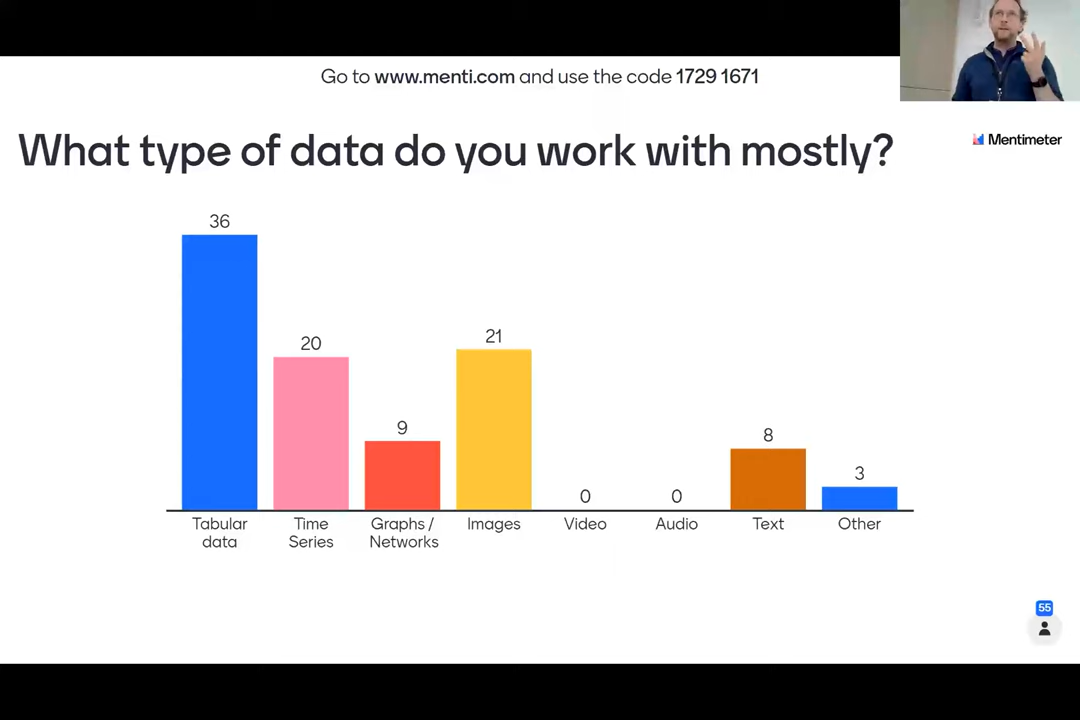 Go to www.menti.com and use the code 1729 1671
What type of data do you work with mostly?
Mentimeter
36
20
9
21
0
0
8
3
Tabular data
Time Series
Graphs / Networks
Images
Video
Audio
Text
Other
55